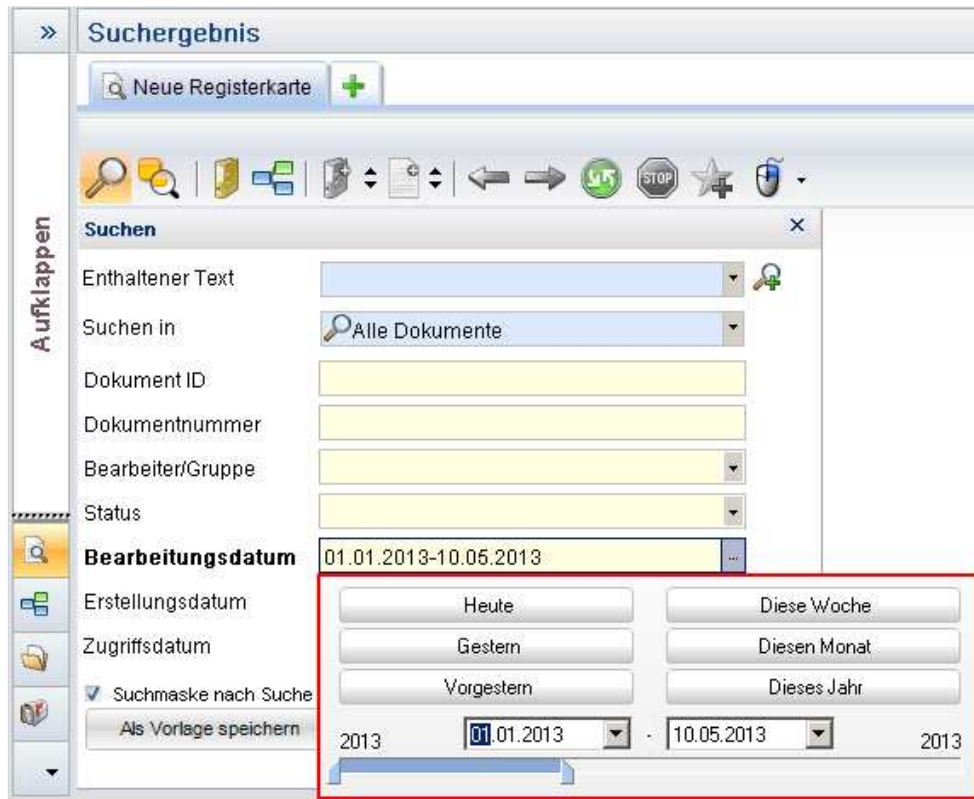 »
Suchergebnis
Neue Registerkarte
STOP
Aufklappen
Suchen
Enthaltener Text
Suchen in
Alle Dokumente
Dokument ID
Dokumentnummer
Bearbeiter/Gruppe
Status
Bearbeitungsdatum 01.01.2013-10.05.2013 ...
Erstellungsdatum
Zugriffsdatum
Suchmaske nach Suche
Als Vorlage speichern
Heute Diese Woche
Gestern Diesen Monat
Vorgestern Dieses Jahr
2013 01.01.2013 - 10.05.2013 2013